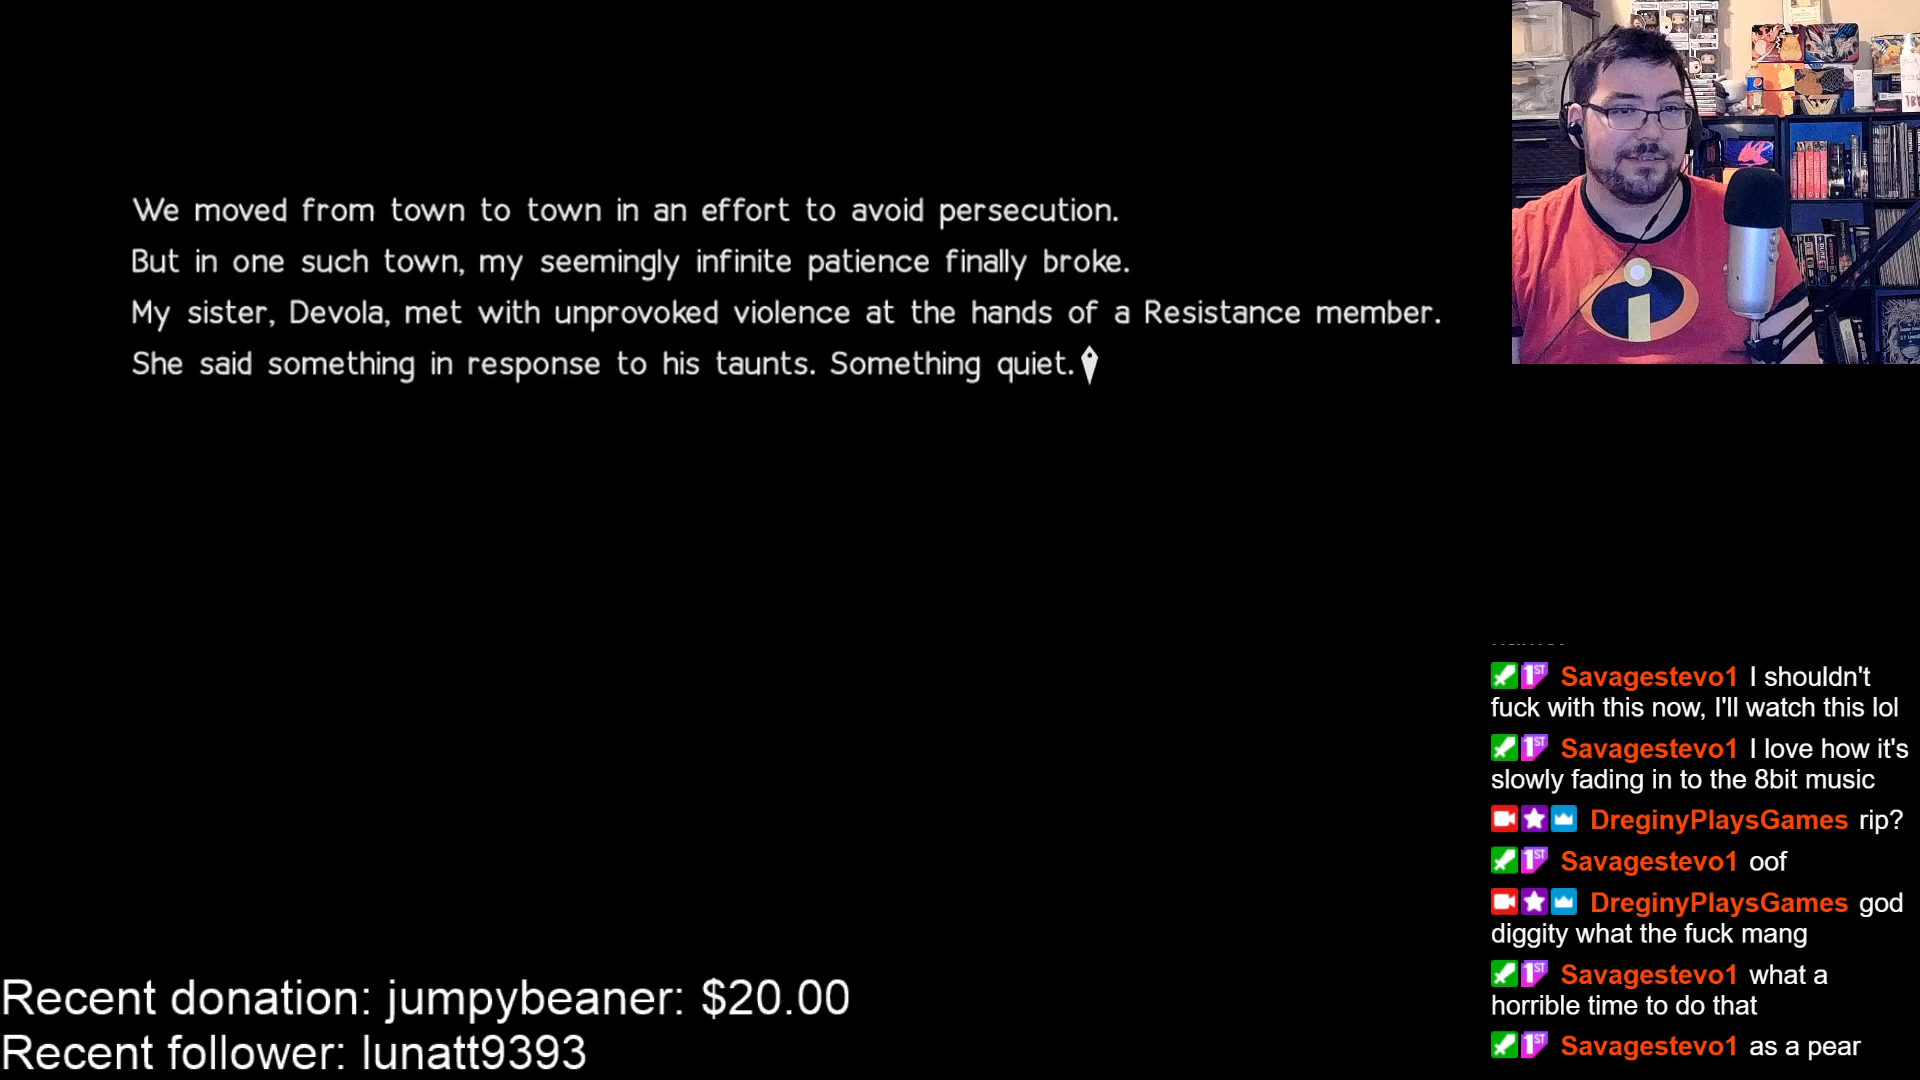 We moved from town to town in an effort to avoid persecution.
But in one such town, my seemingly infinite patience finally broke.
My sister, Devola, met with unprovoked violence at the hands of a Resistance member.
She said something in response to his taunts. Something quiet.
Savagestevo1 I shouldn't
fuck with this now, I'll watch this lol
Savagestevo1 I love how it's
slowly fading in to the 8bit music
DreginyPlaysGames rip?
Savagestevo1 oof
DreginyPlaysGames god
diggity what the fuck mang
Savagestevo1 what a
horrible time to do that
Savagestevo1 as a pear
Recent donation: jumpybeaner: $20.00
Recent follower: lunatt9393